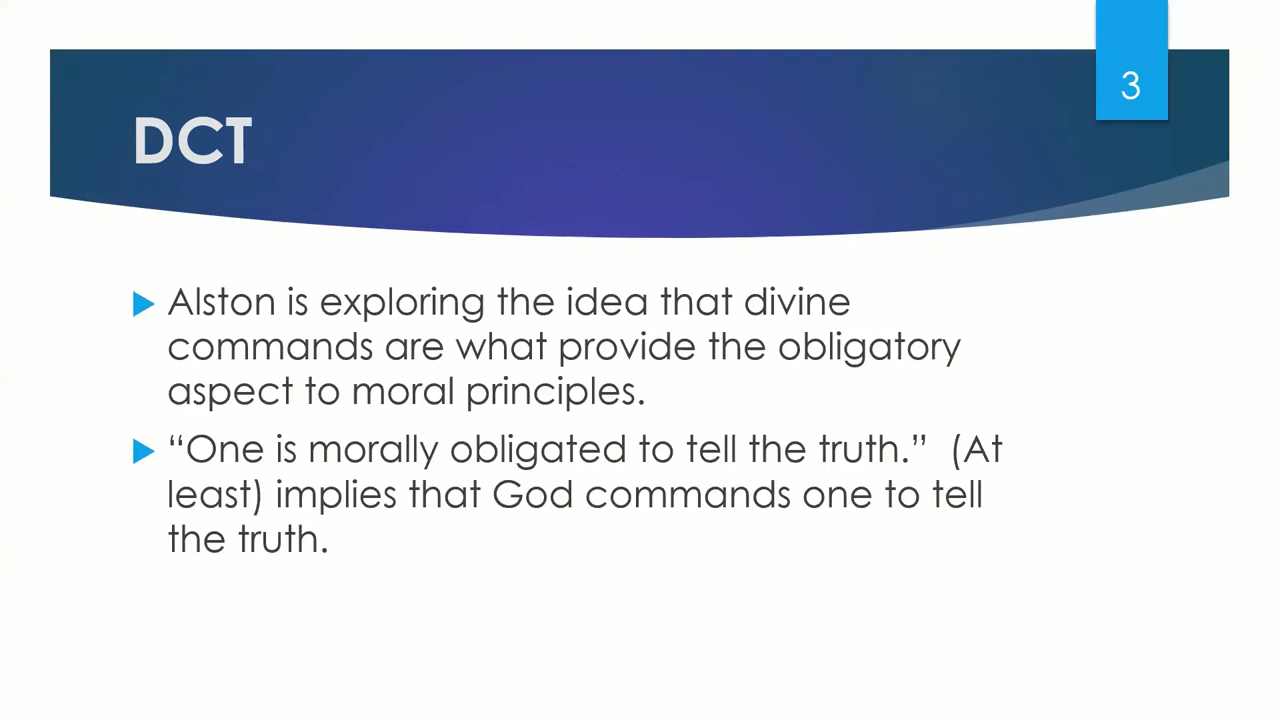 3
DCT
Alston is exploring the idea that divine
commands are what provide the obligatory
aspect to moral principles.
“One is morally obligated to tell the truth.”  (At
least) implies that God commands one to tell
the truth.